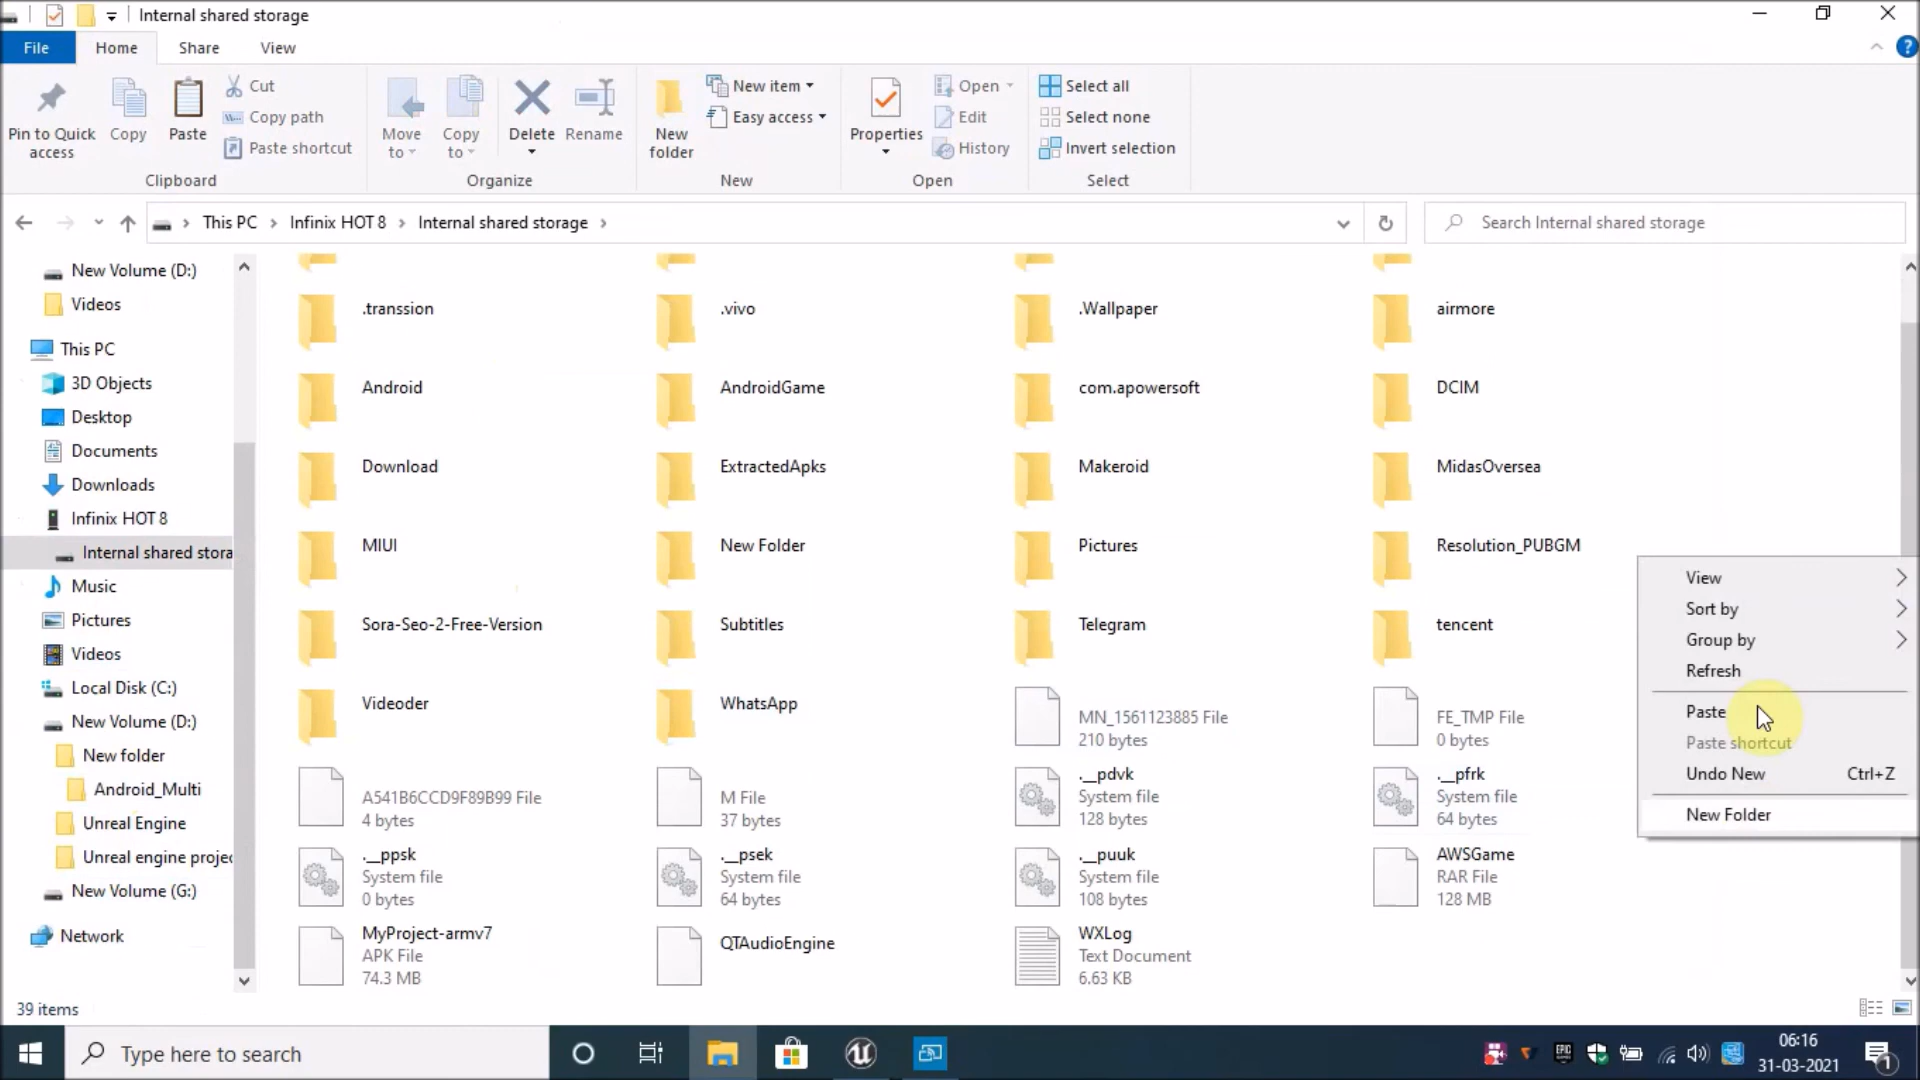 Internal shared storage
File
Home
Share
View
Pin to Quick
access
Copy
Paste
Cut
Copy path
Paste shortcut
Clipboard
Move
to
Copy
to
Delete
Rename
Organize
New
folder
New item
Easy access
New
Properties
Open
Edit
History
Open
Select all
Select none
Invert selection
Select
This PC
Infinix HOT 8
Internal shared storage
Search Internal shared storage
New Volume (D:)
Videos
This PC
3D Objects
Desktop
Documents
Downloads
Infinix HOT 8
Internal shared stora
Music
Pictures
Videos
Local Disk (C:)
New Volume (D:)
New folder
Android_Multi
Unreal Engine
Unreal engine projec
New Volume (G:)
Network
.transsion
.vivo
.Wallpaper
airmore
Android
AndroidGame
com.apowersoft
DCIM
Download
ExtractedApks
Makeroid
MidasOversea
MIUI
New Folder
Pictures
Resolution_PUBGM
Sora-Seo-2-Free-Version
Subtitles
Telegram
tencent
Videoder
WhatsApp
MN_1561123885 File
210 bytes
FE_TMP File
0 bytes
A541B6CCD9F89B99 File
4 bytes
M File
37 bytes
.__pdvk
System file
128 bytes
.__pfrk
System file
64 bytes
.__ppsk
System file
0 bytes
.__psek
System file
64 bytes
.__puuk
System file
108 bytes
AWSGame
RAR File
128 MB
MyProject-armv7
APK File
74.3 MB
QTAudioEngine
WXLog
Text Document
6.63 KB
View
Sort by
Group by
Refresh
Paste
Paste shortcut
Undo New Ctrl+Z
New Folder
39 items
Type here to search
EPIC
06:16
31-03-2021
1